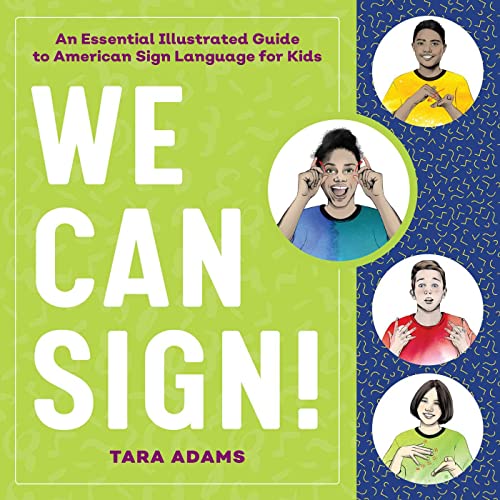 An Essential Illustrated Guide
to American Sign Language for Kids
WE
CAN
SIGN!
TARA ADAMS